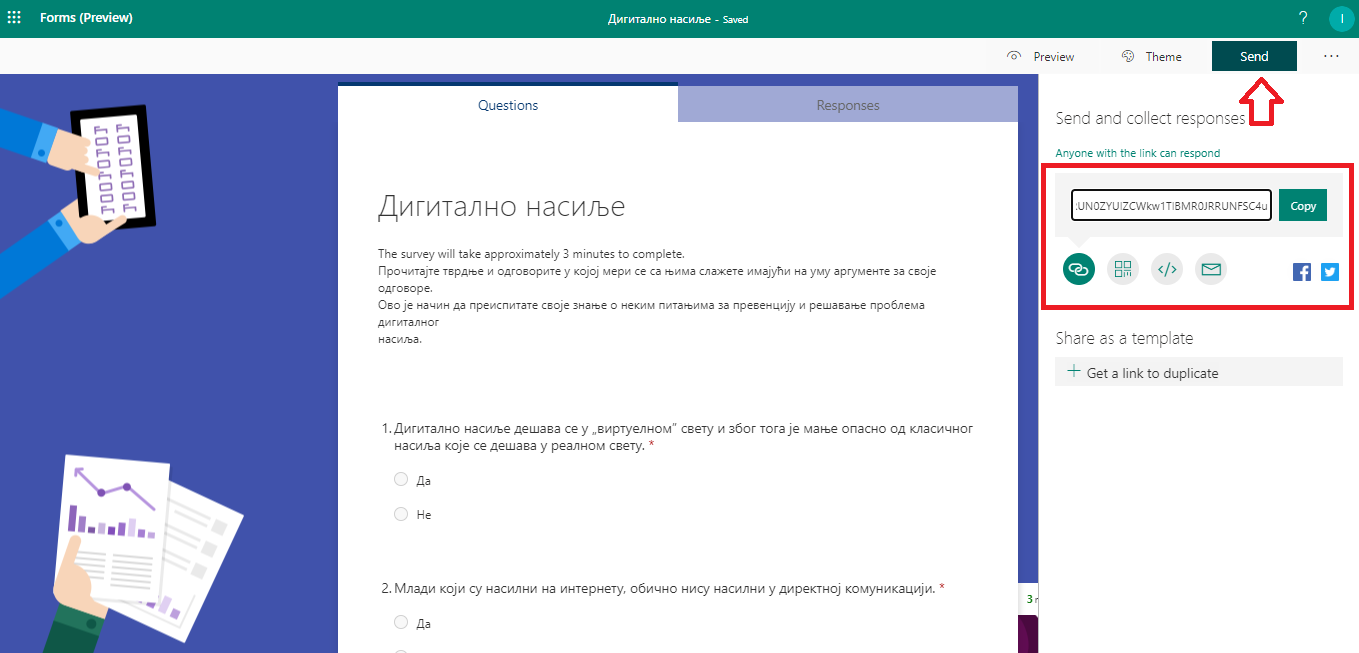 Forms (Preview)
Дигитално насиље - Saved
?
I
Preview
Theme
Send
...
Questions
Responses
Send and collect responses
Anyone with the link can respond
Copy
Share as a template
Get a link to duplicate
Дигитално насиље
The survey will take approximately 3 minutes to complete.
Прочитајте тврдње и одговорите у којој мери се са њима слажете имајући на уму аргументе за своје
одговоре.
Ово је начин да преиспитате своје знање о неким питањима за превенцију и решавање проблема
дигиталног
насиља.
1. Дигитално насиље дешава се у „виртуелном” свету и због тога је мање опасно од класичног
насиља које се дешава у реалном свету. *
Да
Не
2. Млади који су насилни на интернету, обично нису насилни у директној комуникацији. *
Да
3